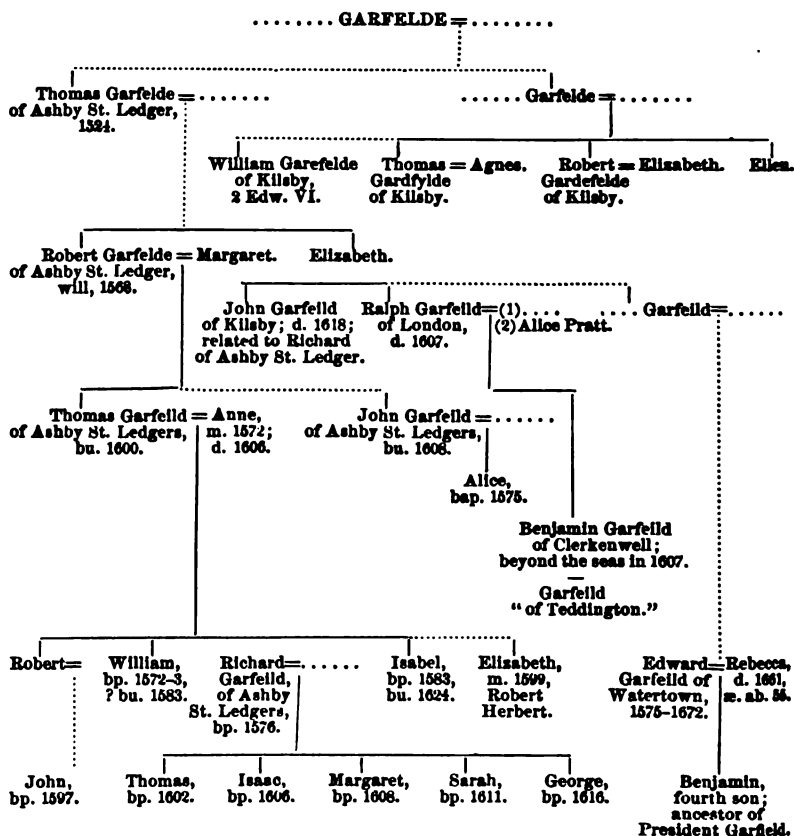 GARFELDE =
Thomas Garfelde = of Ashby St. Ledger, 1524.
Garfelde =
William Garefelde of Kilsby, 2 Edw. VI.
Thomas = Agnes. Gardfylde of Kilsby.
Robert = Elizabeth. Gardefelde of Kilsby.
Ellen.
Robert Garfelde = Margaret.
of Ashby St. Ledger,
will, 1568.
Elizabeth.
John Garfeild
of Kilsby; d. 1618;
related to Richard
of Ashby St. Ledger.
Ralph Garfeild = (1)....
of London,
d. 1607.
(2) Alice Pratt.
Garfeild =
Thomas Garfeild = Anne,
of Ashby St. Ledgers,
bu. 1600.
m. 1572;
d. 1606.
John Garfeild =
of Ashby St. Ledgers,
bu. 1608.
Alice,
bap. 1575.
Benjamin Garfeild
of Clerkenwell;
beyond the seas in 1607.
—
Garfeild
"of Teddington."
Robert=
William,
bp. 1572-3,
? bu. 1583.
Richard=
Garfeild,
of Ashby
St. Ledgers,
bp. 1576.
Isabel,
bp. 1583,
bu. 1624.
Elizabeth,
m. 1599,
Robert
Herbert.
Edward=Rebecca,
Garfeild of
Watertown,
1575-1672.
d. 1661,
æ. ab. 55.
John,
bp. 1597.
Thomas,
bp. 1602.
Isaac,
bp. 1606.
Margaret,
bp. 1608.
Sarah,
bp. 1611.
George,
bp. 1616.
Benjamin,
fourth son;
ancestor of
President Garfield.